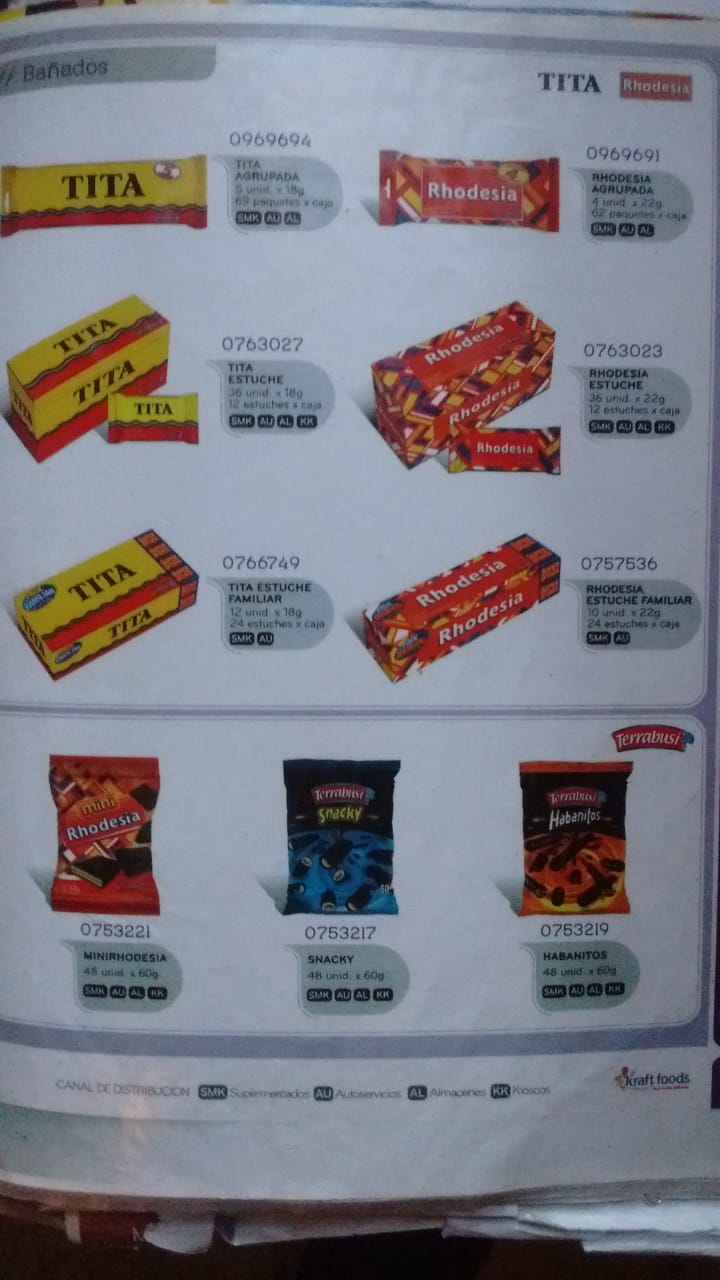 // Bañados
TITA Rhodesia
0969694
TITA
AGRUPADA
6 unid. x 18g
69 paquetes x caja
SMK AU AL
TITA
0969691
RHODESIA
AGRUPADA
4 unid. x 22g
62 paquetes x caja
SMK AU AL
Rhodesia
0763027
TITA
ESTUCHE
36 unid. x 18g
12 estuches x caja
SMK AU AL KK
TITA
TITA
TITA
TITA
0763023
RHODESIA
ESTUCHE
36 unid. x 22g
12 estuches x caja
SMK AU AL KK
Rhodesia
Rhodesia
Rhodesia
0766749
TITA ESTUCHE
FAMILIAR
12 unid. x 18g
24 estuches x caja
SMK AU
TITA
TITA
TITA
0757536
RHODESIA
ESTUCHE FAMILIAR
10 unid. x 22g
24 estuches x caja
SMK AU
Rhodesia
Rhodesia
Terrabusi
mini
Rhodesia
0753221
MINIRHODESIA
48 unid. x 60g
SMK AU AL KK
Terrabusi
Snacky
0753217
SNACKY
48 unid. x 60g
SMK AU AL KK
Terrabusi
Habanitos
0753219
HABANITOS
48 unid. x 60g
SMK AU AL KK
CANAL DE DISTRIBUCION SMK Supermercados AU Autoservicios AL Almacenes KK Kioscos
kraft foods